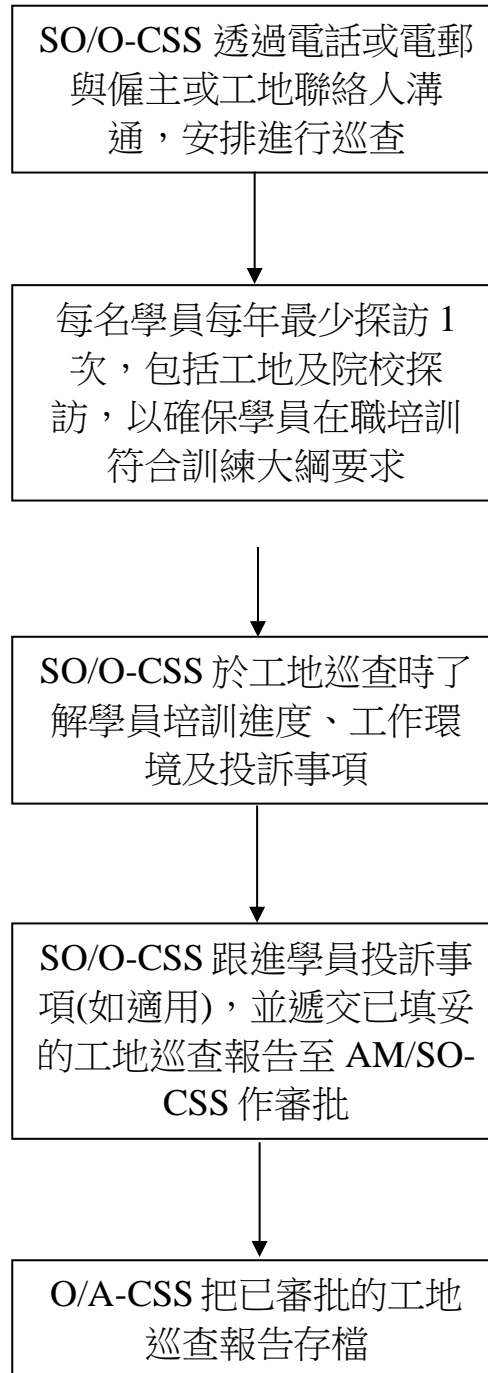 SO/O-CSS 透過電話或電郵
與僱主或工地聯絡人溝
通，安排進行巡查
每名學員每年最少探訪 1
次，包括工地及院校探
訪，以確保學員在職培訓
符合訓練大綱要求
SO/O-CSS 於工地巡查時了
解學員培訓進度、工作環
境及投訴事項
SO/O-CSS 跟進學員投訴事
項(如適用)，並遞交已填妥
的工地巡查報告至 AM/SO-
CSS 作審批
O/A-CSS 把已審批的工地
巡查報告存檔